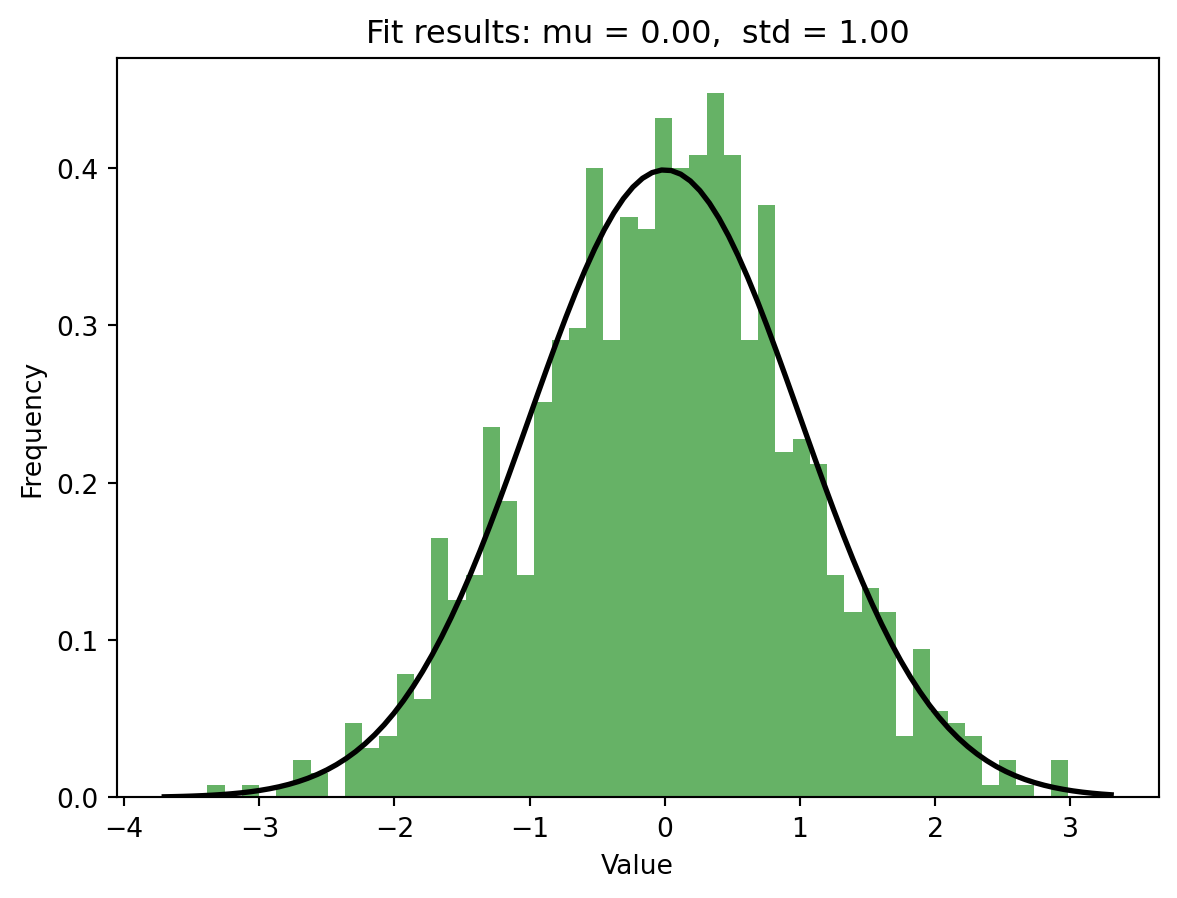 Fit results: mu = 0.00,  std = 1.00
Frequency
0.4
0.3
0.2
0.1
0.0
−4 −3 −2 −1 0 1 2 3
Value